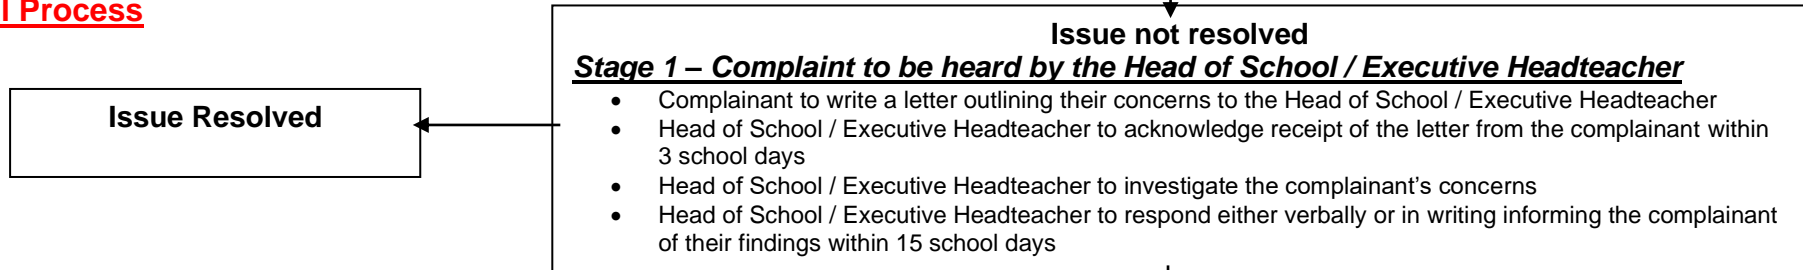 l Process
Issue not resolved
Stage 1 – Complaint to be heard by the Head of School / Executive Headteacher
• Complainant to write a letter outlining their concerns to the Head of School / Executive Headteacher
• Head of School / Executive Headteacher to acknowledge receipt of the letter from the complainant within
3 school days
• Head of School / Executive Headteacher to investigate the complainant’s concerns
• Head of School / Executive Headteacher to respond either verbally or in writing informing the complainant
of their findings within 15 school days
Issue Resolved